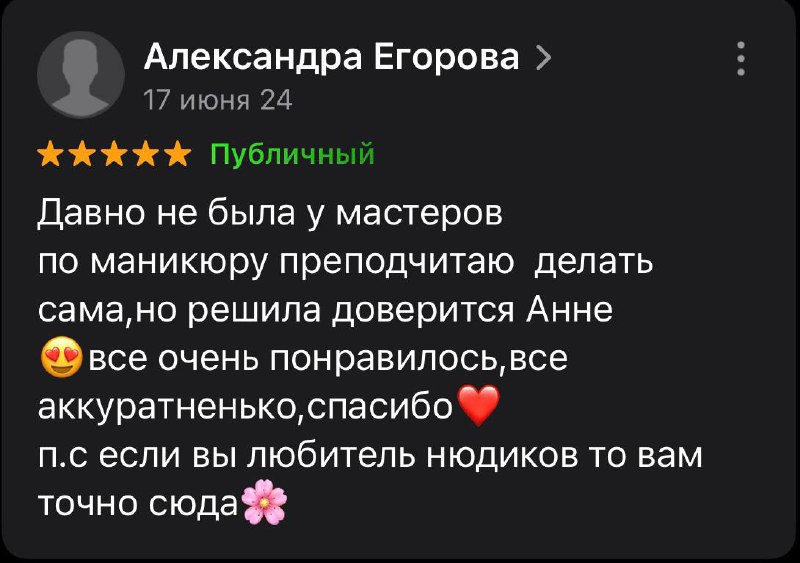 Александра Егорова
17 июня 24
Публичный
Давно не была у мастеров
по маникюру преподчитаю  делать
сама,но решила доверится Анне
😍все очень понравилось,все
аккуратненько,спасибо❤️
п.с если вы любитель нюдиков то вам
точно сюда🌸